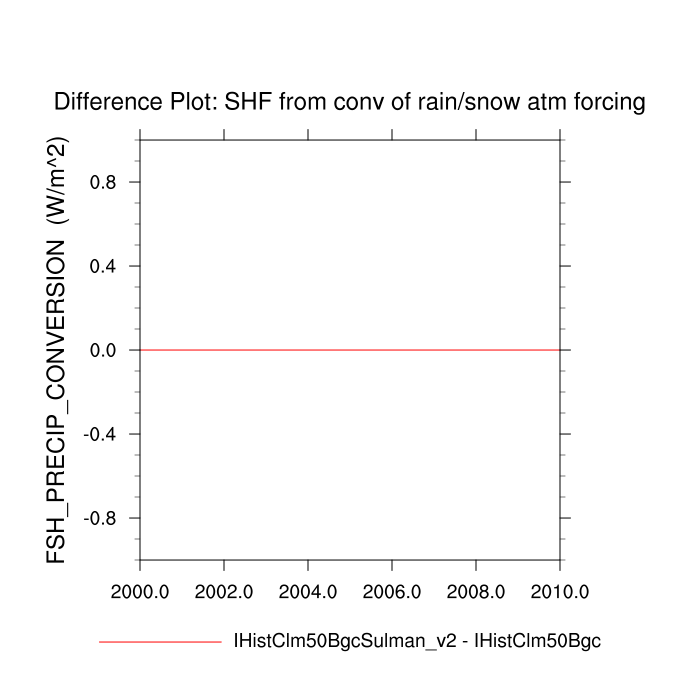 Difference Plot: SHF from conv of rain/snow atm forcing
FSH_PRECIP_CONVERSION (W/m^2)
0.8
0.4
0.0
-0.4
-0.8
2000.0 2002.0 2004.0 2006.0 2008.0 2010.0
IHistClm50BgcSulman_v2 - IHistClm50Bgc